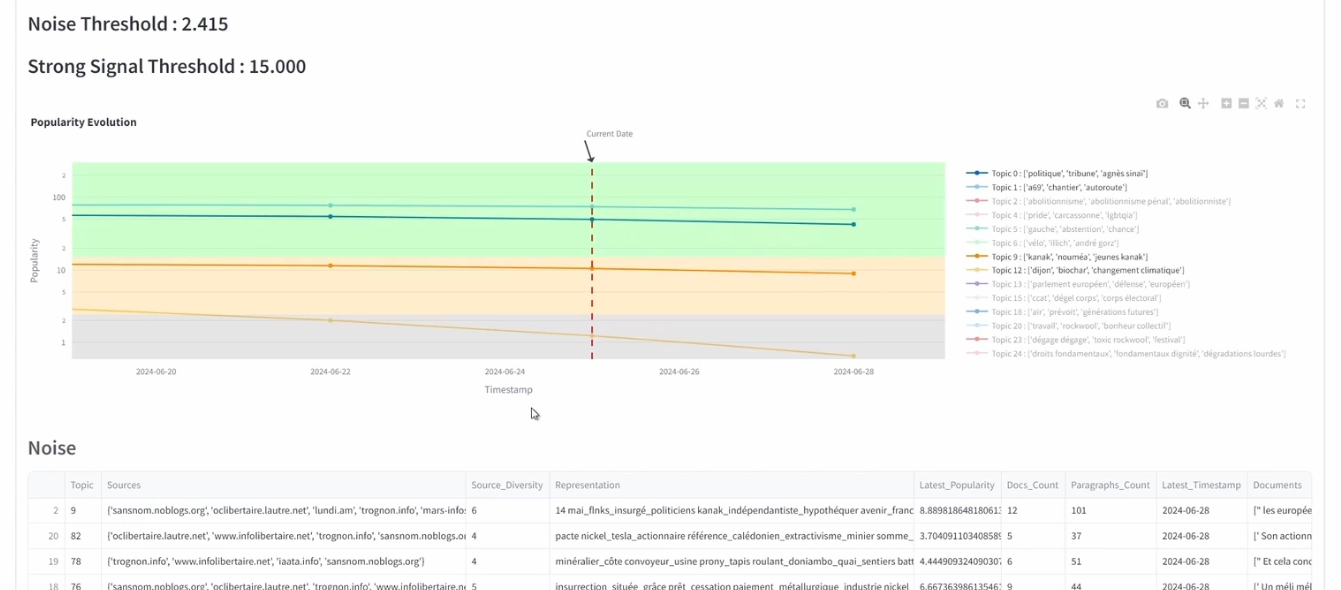 Noise Threshold : 2.415
Strong Signal Threshold : 15.000
Popularity Evolution
Current Date
Popularity
2
100
5
2
10
5
2
1
2024-06-20
2024-06-22
2024-06-24
2024-06-26
2024-06-28
Timestamp
Topic 0 : ['politique', 'tribune', 'agnès sinaï']
Topic 1 : ['a69', 'chantier', 'autoroute']
Topic 2 : ['abolitionnisme', 'abolitionnisme pénal', 'abolitionniste']
Topic 4 : ['pride', 'carcassonne', 'lgbtqia']
Topic 5 : ['gauche', 'abstention', 'chance']
Topic 6 : ['vélo', 'illich', 'andré gorz']
Topic 9 : ['kanak', 'nouméa', 'jeunes kanak']
Topic 12 : ['dijon', 'biochar', 'changement climatique']
Topic 13 : ['parlement européen', 'défense', 'européen']
Topic 15 : ['ccat', 'dégel corps', 'corps électoral']
Topic 18 : ['air', 'prévoit', 'générations futures']
Topic 20 : ['travail', 'rockwool', 'bonheur collectif']
Topic 23 : ['dégage dégage', 'toxic rockwool', 'festival']
Topic 24 : ['droits fondamentaux', 'fondamentaux dignité', 'dégradations lourdes']
Noise
Topic Sources Source_Diversity Representation Latest_Popularity Docs_Count Paragraphs_Count Latest_Timestamp Documents
2 9 {'sansnom.noblogs.org', 'oclibertaire.lautre.net', 'lundi.am', 'trognon.info', 'mars-infos 6 14 mai_flnks_insurgé_politiciens kanak_indépendantiste_hypothéquer avenir_franc 8.889818648180613 12 101 2024-06-28 [" les europée
20 82 {'oclibertaire.lautre.net', 'www.infolibertaire.net', 'trognon.info', 'sansnom.noblogs.or 4 pacte nickel_tesla_actionnaire référence_calédonien_extractivisme_minier somme_ 3.704091103408589 5 37 2024-06-28 [' Son actionn
19 78 {'trognon.info', 'www.infolibertaire.net', 'iaata.info', 'sansnom.noblogs.org'} 4 minéralier_côte convoyeur_usine prony_tapis roulant_doniambo_quai_sentiers batt 4.444909324090307 6 51 2024-06-28 [" Et cela conc
18 76 {'sansnom.noblogs.org', 'oclibertaire.lautre.net', 'trognon.info', 'www.infolibertaire.ne 5 insurrection_située_grâce prêt_cessation paiement_métallurgique_industrie nickel 6.667363986135467 9 44 2024-06-28 [' Un méli mél